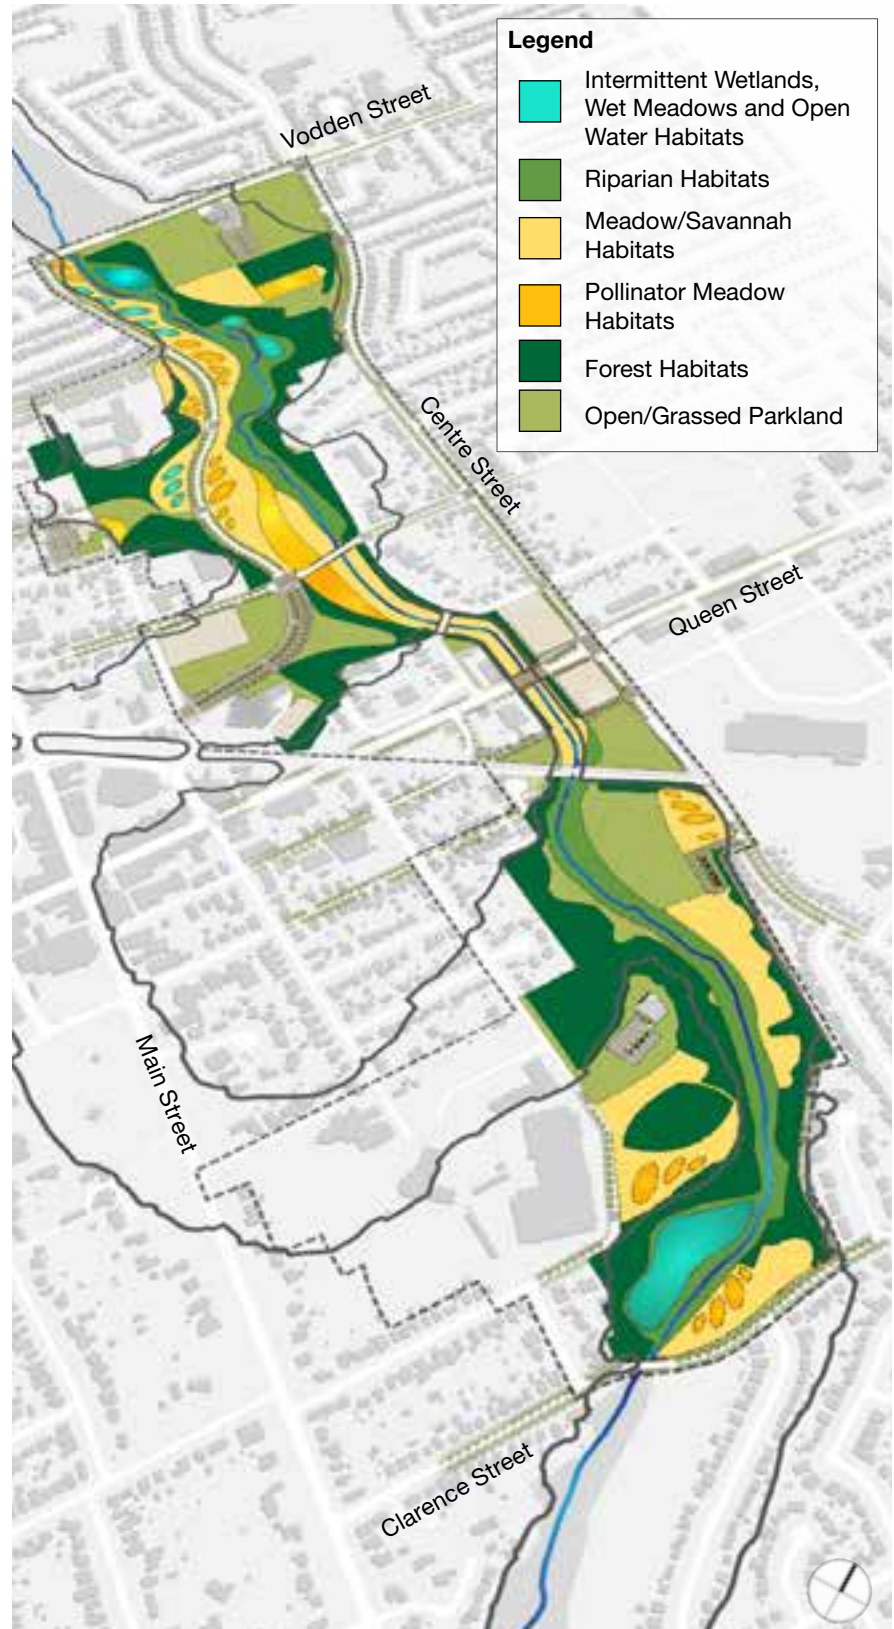 Legend
Intermittent Wetlands,
Wet Meadows and Open
Water Habitats
Riparian Habitats
Meadow/Savannah
Habitats
Pollinator Meadow
Habitats
Forest Habitats
Open/Grassed Parkland
Vodden Street
Centre Street
Queen Street
Main Street
Clarence Street